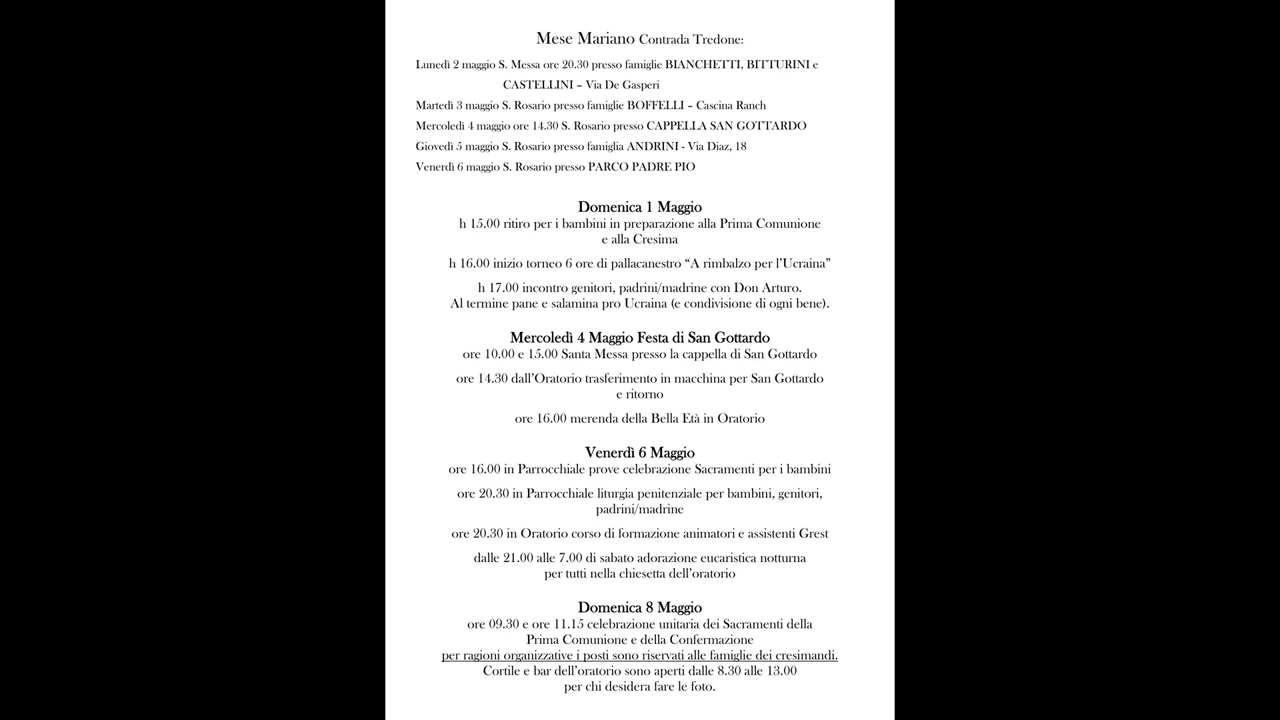 Mese Mariano Contrada Tredone:
Lunedì 2 maggio S. Messa ore 20.30 presso famiglie BIANCHETTI, BITTURINI e
CASTELLINI – Via De Gasperi
Martedì 3 maggio S. Rosario presso famiglie BOFFELLI – Cascina Ranch
Mercoledì 4 maggio ore 14.30 S. Rosario presso CAPPELLA SAN GOTTARDO
Giovedì 5 maggio S. Rosario presso famiglia ANDRINI - Via Diaz, 18
Venerdì 6 maggio S. Rosario presso PARCO PADRE PIO
Domenica 1 Maggio
h 15.00 ritiro per i bambini in preparazione alla Prima Comunione
e alla Cresima
h 16.00 inizio torneo 6 ore di pallacanestro “A rimbalzo per l’Ucraina”
h 17.00 incontro genitori, padrini/madrine con Don Arturo.
Al termine pane e salamina pro Ucraina (e condivisione di ogni bene).
Mercoledì 4 Maggio Festa di San Gottardo
ore 10.00 e 15.00 Santa Messa presso la cappella di San Gottardo
ore 14.30 dall’Oratorio trasferimento in macchina per San Gottardo
e ritorno
ore 16.00 merenda della Bella Età in Oratorio
Venerdì 6 Maggio
ore 16.00 in Parrocchiale prove celebrazione Sacramenti per i bambini
ore 20.30 in Parrocchiale liturgia penitenziale per bambini, genitori,
padrini/madrine
ore 20.30 in Oratorio corso di formazione animatori e assistenti Grest
dalle 21.00 alle 7.00 di sabato adorazione eucaristica notturna
per tutti nella chiesetta dell’oratorio
Domenica 8 Maggio
ore 09.30 e ore 11.15 celebrazione unitaria dei Sacramenti della
Prima Comunione e della Confermazione
per ragioni organizzative i posti sono riservati alle famiglie dei cresimandi.
Cortile e bar dell’oratorio sono aperti dalle 8.30 alle 13.00
per chi desidera fare le foto.